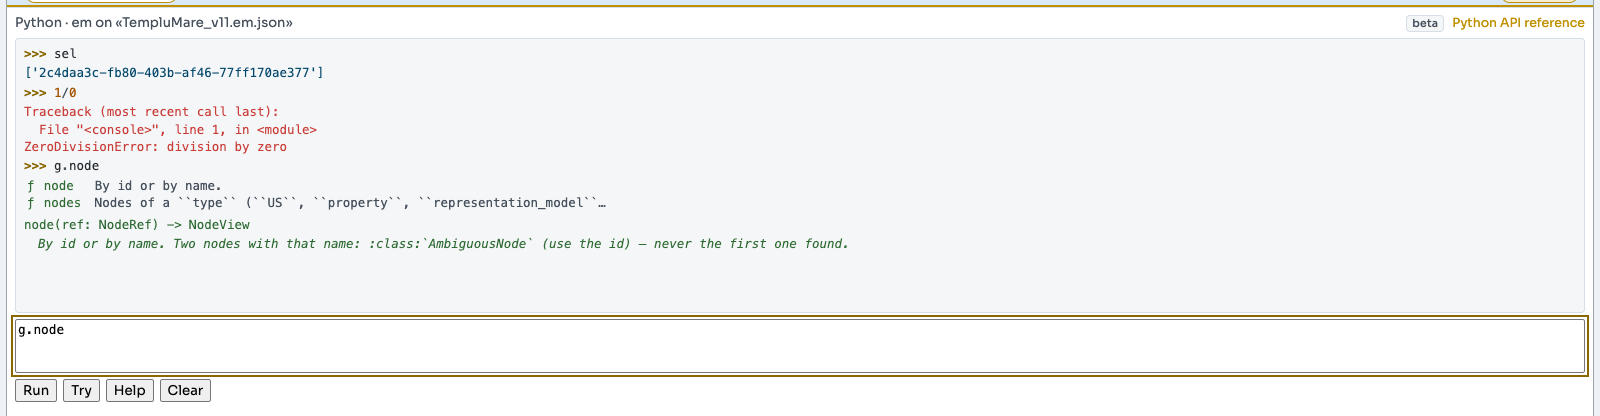 Python · em on «TempluMare_v11.em.json»
beta Python API reference
>>> sel
['2c4daa3c-fb80-403b-af46-77ff170ae377']
>>> 1/0
Traceback (most recent call last):
  File "<console>", line 1, in <module>
ZeroDivisionError: division by zero
>>> g.node
ƒ node By id or by name.
ƒ nodes Nodes of a ``type`` (``US``, ``property``, ``representation_model``…
node(ref: NodeRef) -> NodeView
  By id or by name. Two nodes with that name: :class:`AmbiguousNode` (use the id) — never the first one found.
g.node
Run Try Help Clear